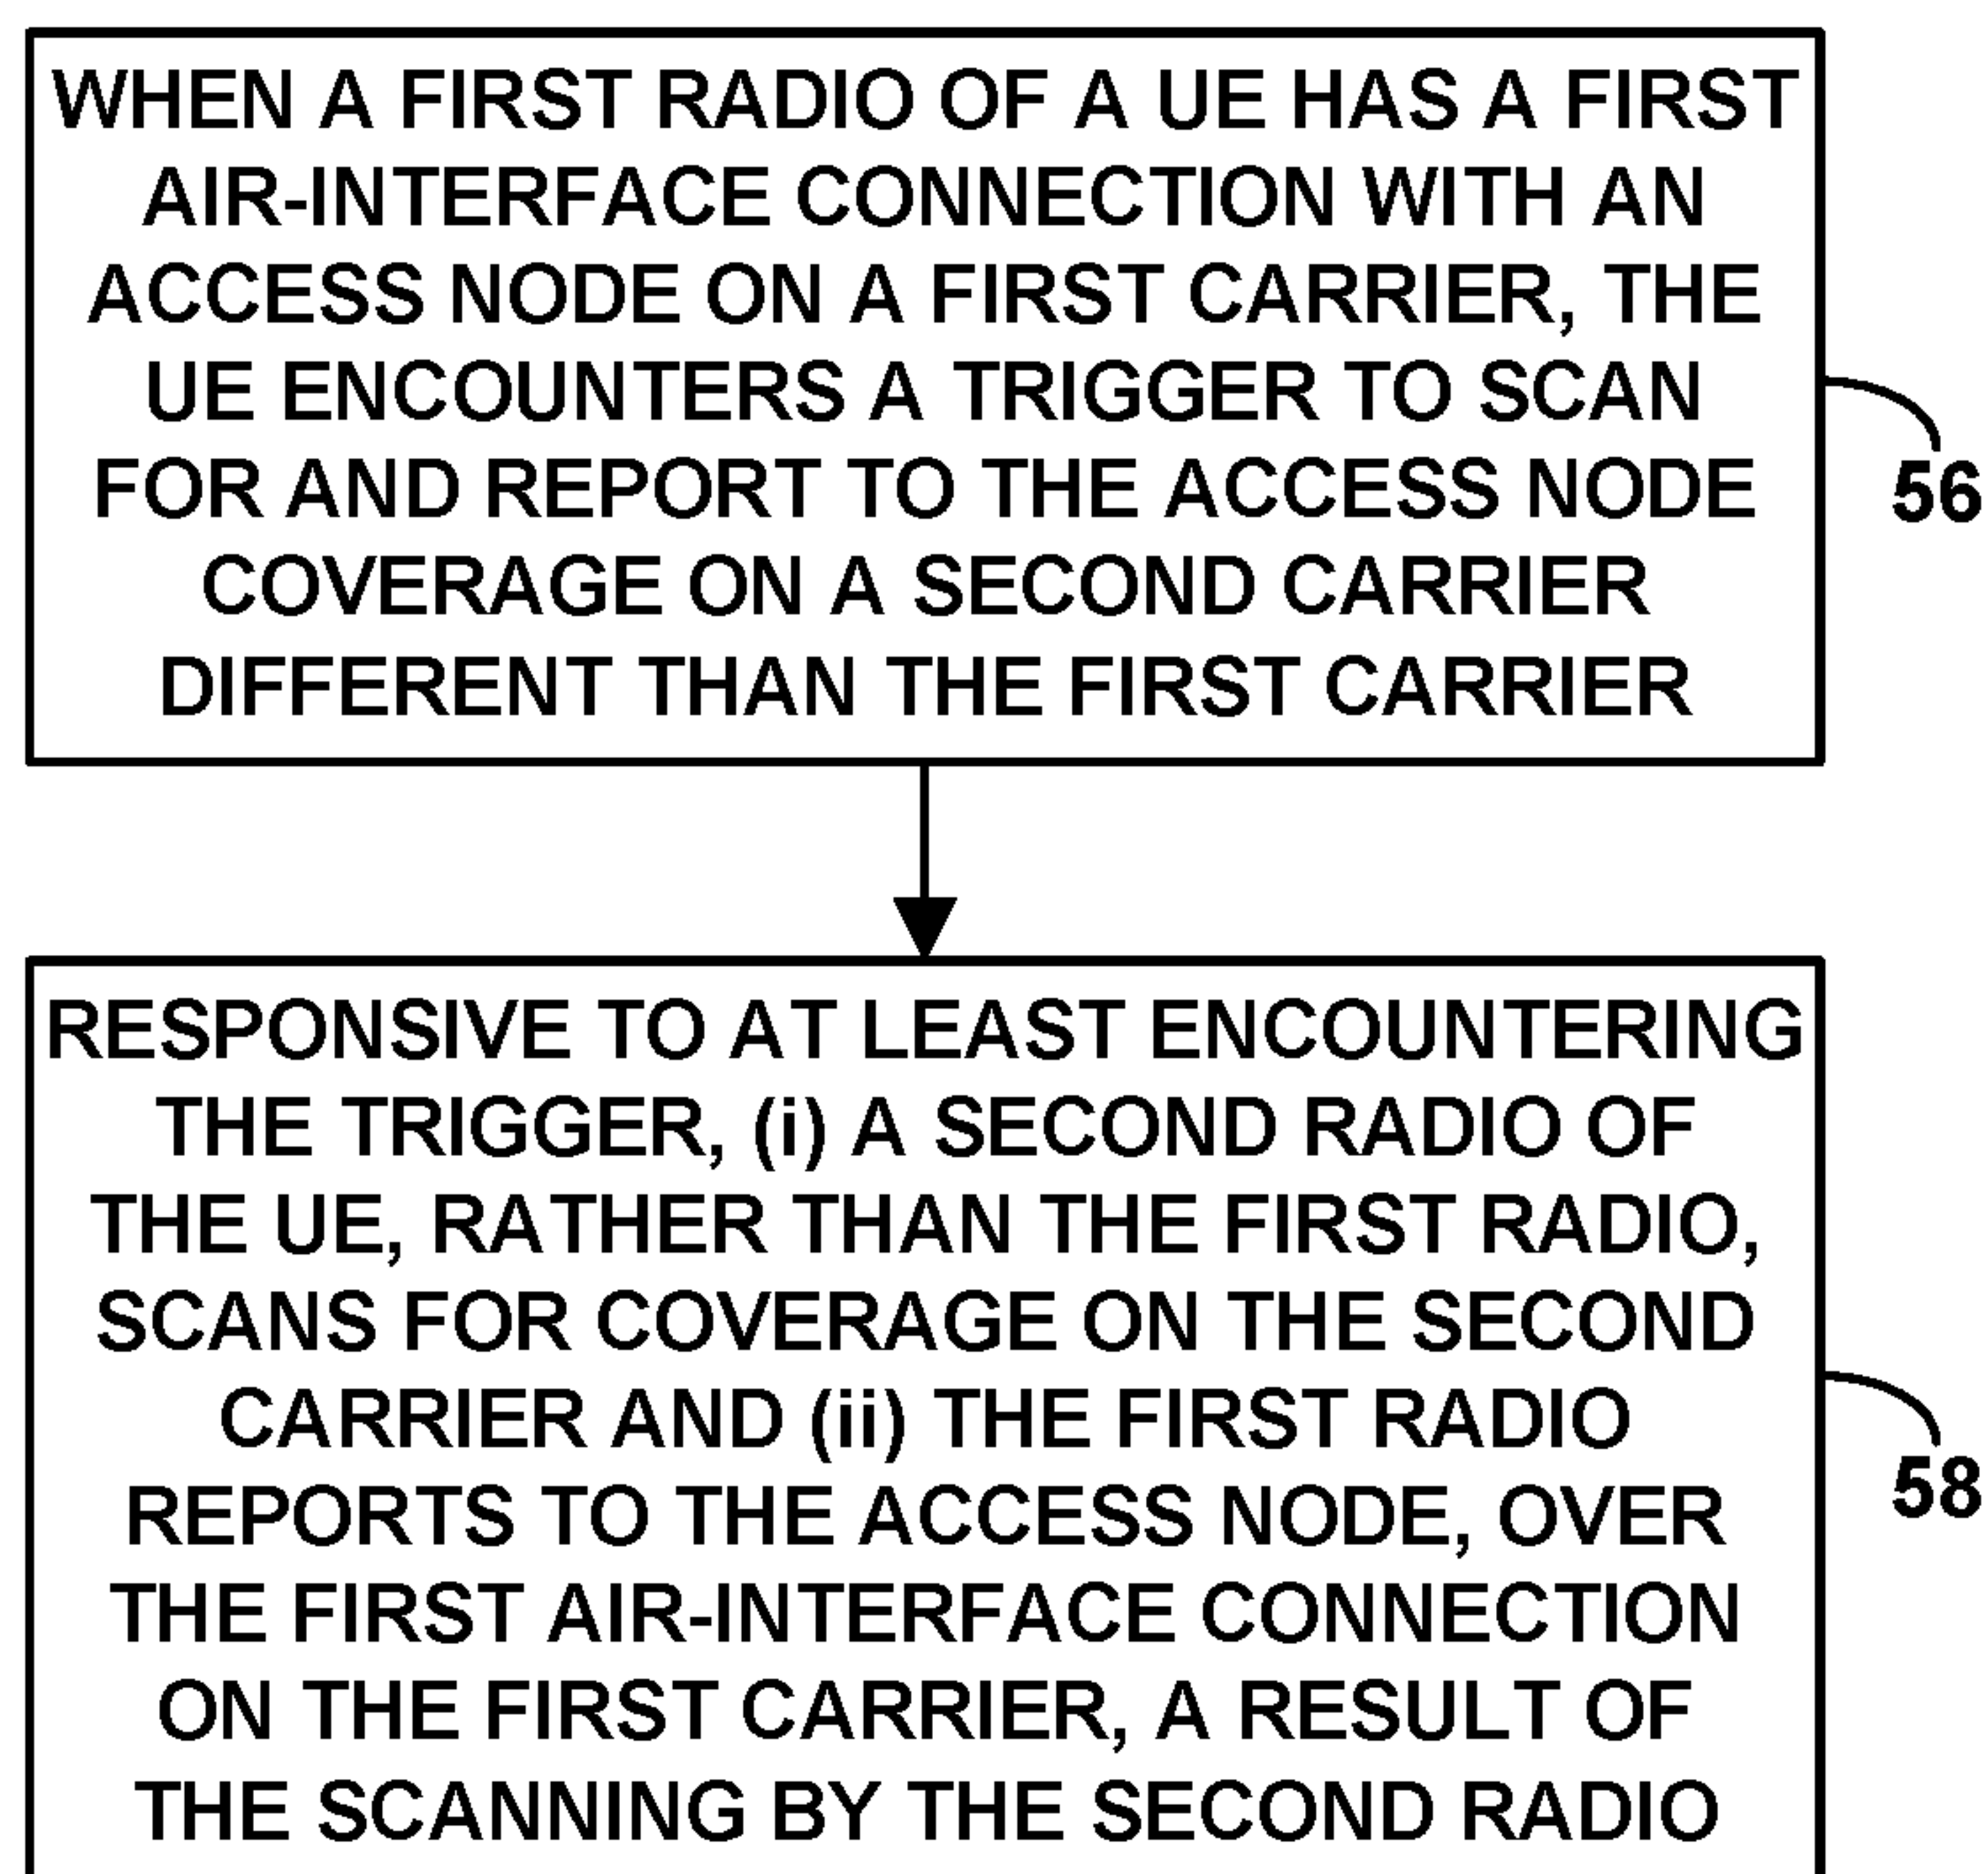 WHEN A FIRST RADIO OF A UE HAS A FIRST
AIR-INTERFACE CONNECTION WITH AN
ACCESS NODE ON A FIRST CARRIER, THE
UE ENCOUNTERS A TRIGGER TO SCAN
FOR AND REPORT TO THE ACCESS NODE
COVERAGE ON A SECOND CARRIER
DIFFERENT THAN THE FIRST CARRIER
56
RESPONSIVE TO AT LEAST ENCOUNTERING
THE TRIGGER, (i) A SECOND RADIO OF
THE UE, RATHER THAN THE FIRST RADIO,
SCANS FOR COVERAGE ON THE SECOND
CARRIER AND (ii) THE FIRST RADIO
REPORTS TO THE ACCESS NODE, OVER
THE FIRST AIR-INTERFACE CONNECTION
ON THE FIRST CARRIER, A RESULT OF
THE SCANNING BY THE SECOND RADIO
58